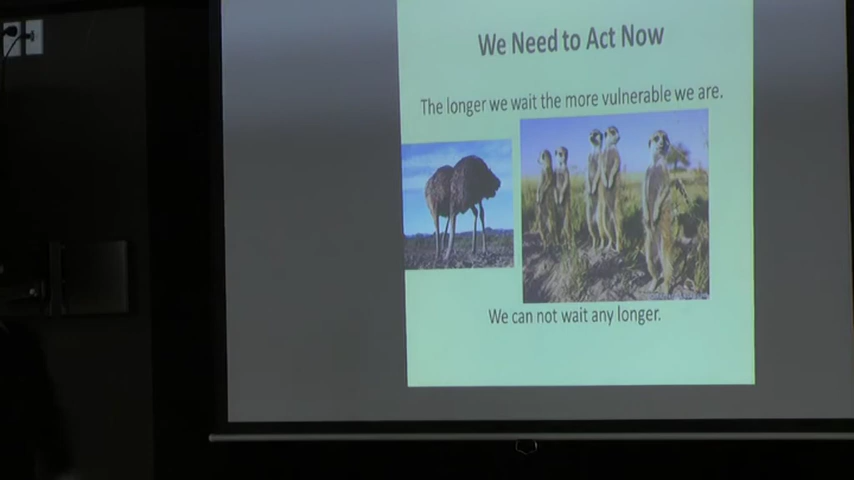 We Need to Act Now
The longer we wait the more vulnerable we are.
We can not wait any longer.